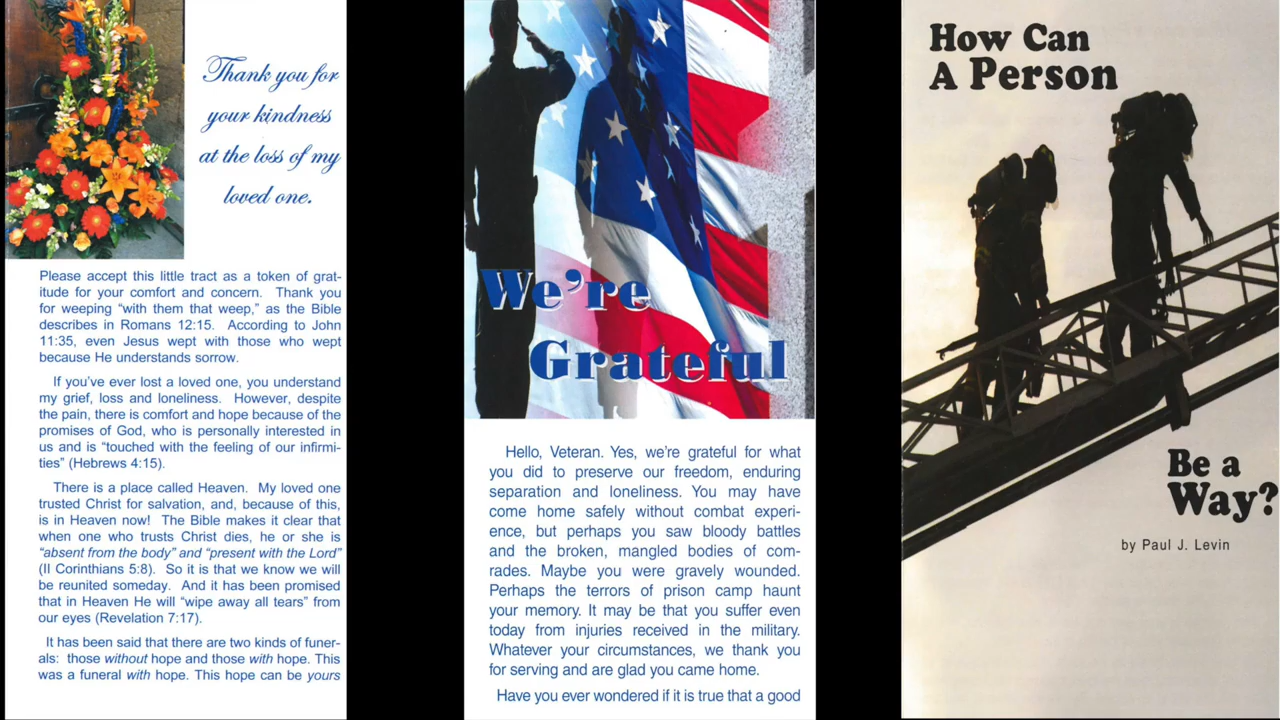 Thank you for
your kindness
at the loss of my
loved one.
Please accept this little tract as a token of grat-
itude for your comfort and concern. Thank you
for weeping “with them that weep,” as the Bible
describes in Romans 12:15. According to John
11:35, even Jesus wept with those who wept
because He understands sorrow.
If you’ve ever lost a loved one, you understand
my grief, loss and loneliness. However, despite
the pain, there is comfort and hope because of the
promises of God, who is personally interested in
us and is “touched with the feeling of our infirmi-
ties” (Hebrews 4:15).
There is a place called Heaven. My loved one
trusted Christ for salvation, and, because of this,
is in Heaven now! The Bible makes it clear that
when one who trusts Christ dies, he or she is
“absent from the body” and “present with the Lord”
(II Corinthians 5:8). So it is that we know we will
be reunited someday. And it has been promised
that in Heaven He will “wipe away all tears” from
our eyes (Revelation 7:17).
It has been said that there are two kinds of funer-
als: those without hope and those with hope. This
was a funeral with hope. This hope can be yours
We’re
Grateful
Hello, Veteran. Yes, we’re grateful for what
you did to preserve our freedom, enduring
separation and loneliness. You may have
come home safely without combat experi-
ence, but perhaps you saw bloody battles
and the broken, mangled bodies of com-
rades. Maybe you were gravely wounded.
Perhaps the terrors of prison camp haunt
your memory. It may be that you suffer even
today from injuries received in the military.
Whatever your circumstances, we thank you
for serving and are glad you came home.
Have you ever wondered if it is true that a good
How Can
A Person
Be a
Way?
by Paul J. Levin